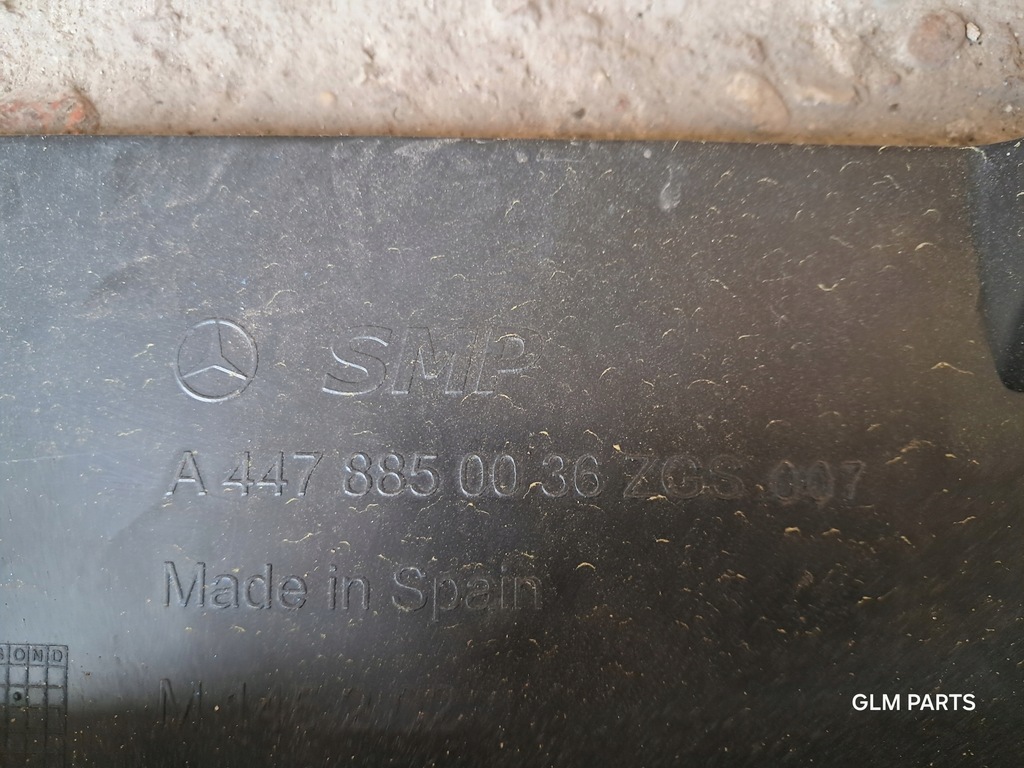 SMP
A 447 885 00 36 ZGS 007
Made in Spain
S O N D
GLM PARTS